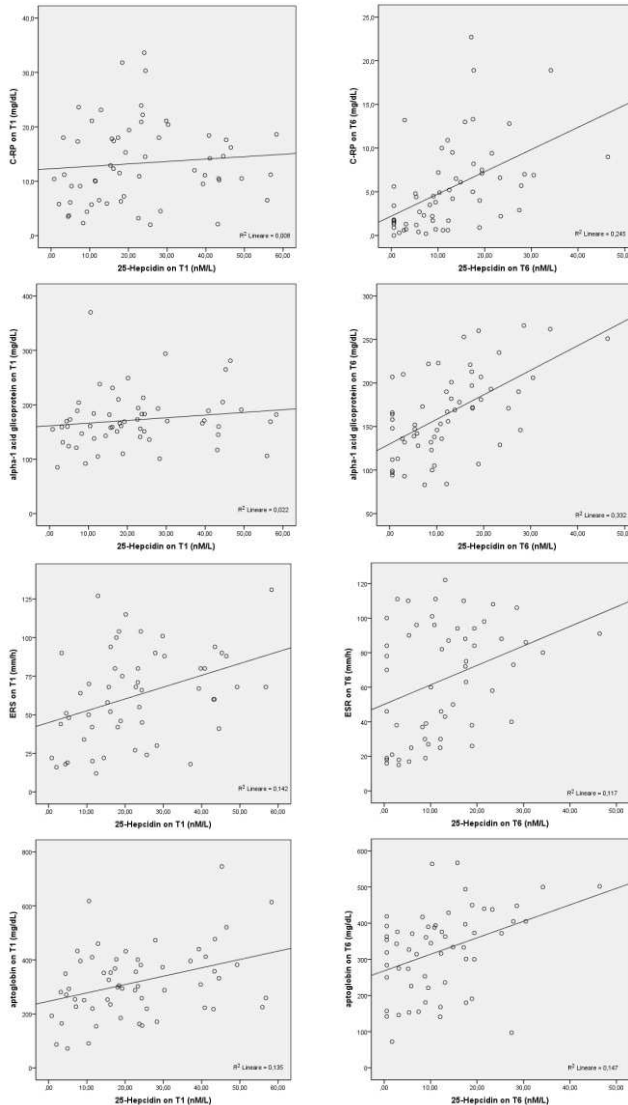 C-RP on T1 (mg/dL)
40,0
30,0
20,0
10,0
,0
,00 10,00 20,00 30,00 40,00 50,00 60,00
25-Hepcidin on T1 (nM/L)
R² Lineare = 0,008
C-RP on T6 (mg/dL)
25,0
20,0
15,0
10,0
5,0
,0
,00 10,00 20,00 30,00 40,00 50,00
25-Hepcidin on T6 (nM/L)
R² Lineare =
alpha-1 acid glicoprotein on T1 (mg/dL)
400
300
200
100
0
,00 10,00 20,00 30,00 40,00 50,00 60,00
25-Hepcidin on T1 (nM/L)
R² Lineare = 0,022
alpha-1 acid glicoprotein on T6 (mg/dL)
300
250
200
150
100
50
,00 10,00 20,00 30,00 40,00 50,00
25-Hepcidin on T6 (nM/L)
R² Lineare = 0,332
ERS on T1 (mm/h)
125
100
75
50
25
0
,00 10,00 20,00 30,00 40,00 50,00 60,00
25-Hepcidin on T1 (nM/L)
R² Lineare = 0,142
ESR on T6 (mm/h)
120
100
80
60
40
20
0
,00 10,00 20,00 30,00 40,00 50,00
25-Hepcidin on T6 (nM/L)
R² Lineare = 0,117
aptoglobin on T1 (mg/dL)
800
600
400
200
0
,00 10,00 20,00 30,00 40,00 50,00 60,00
25-Hepcidin on T1 (nM/L)
R² Lineare = 0,135
aptoglobin on T6 (mg/dL)
600
500
400
300
200
100
0
,00 10,00 20,00 30,00 40,00 50,00
25-Hepcidin on T6 (nM/L)
R² Lineare = 0,147